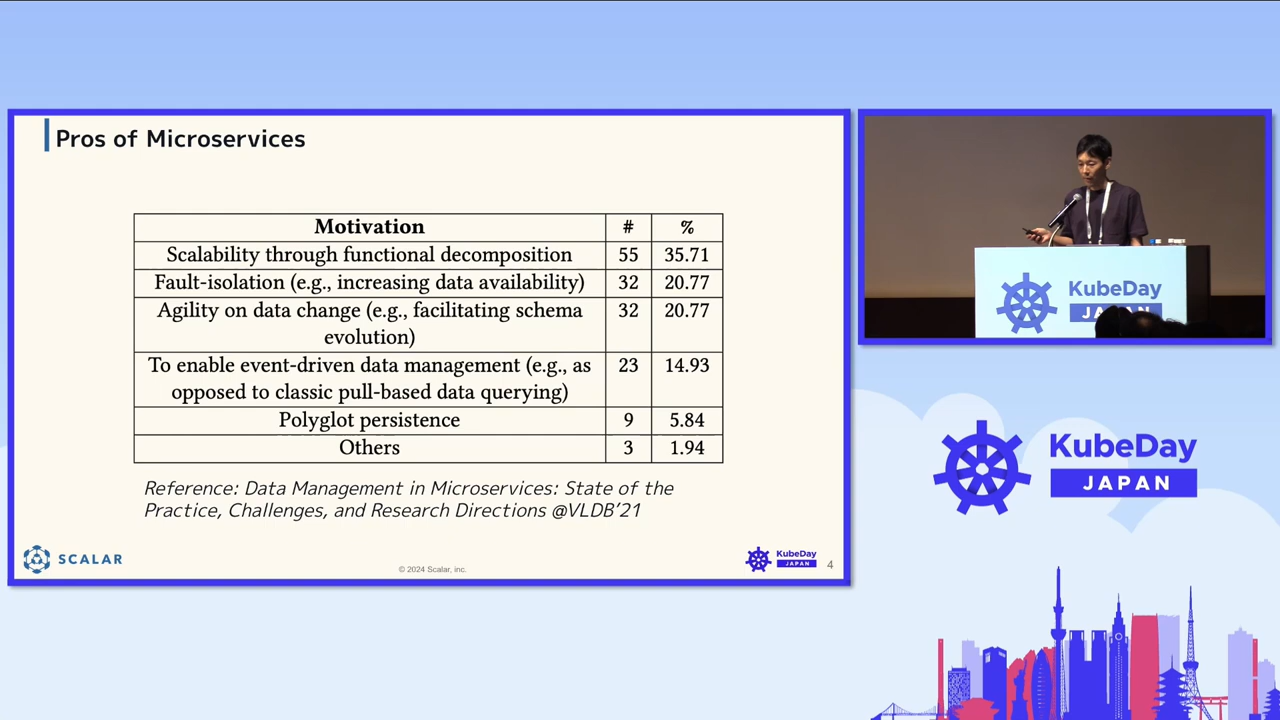 Pros of Microservices
Motivation # %
Scalability through functional decomposition 55 35.71
Fault-isolation (e.g., increasing data availability) 32 20.77
Agility on data change (e.g., facilitating schema 32 20.77
evolution)
To enable event-driven data management (e.g., as 23 14.93
opposed to classic pull-based data querying)
Polyglot persistence 9 5.84
Others 3 1.94
Reference: Data Management in Microservices: State of the
Practice, Challenges, and Research Directions @VLDB'21
SCALAR
© 2024 Scalar, inc.
KubeDay
JAPAN
4
KubeDay
JAPAN
KubeDay
JAPAN